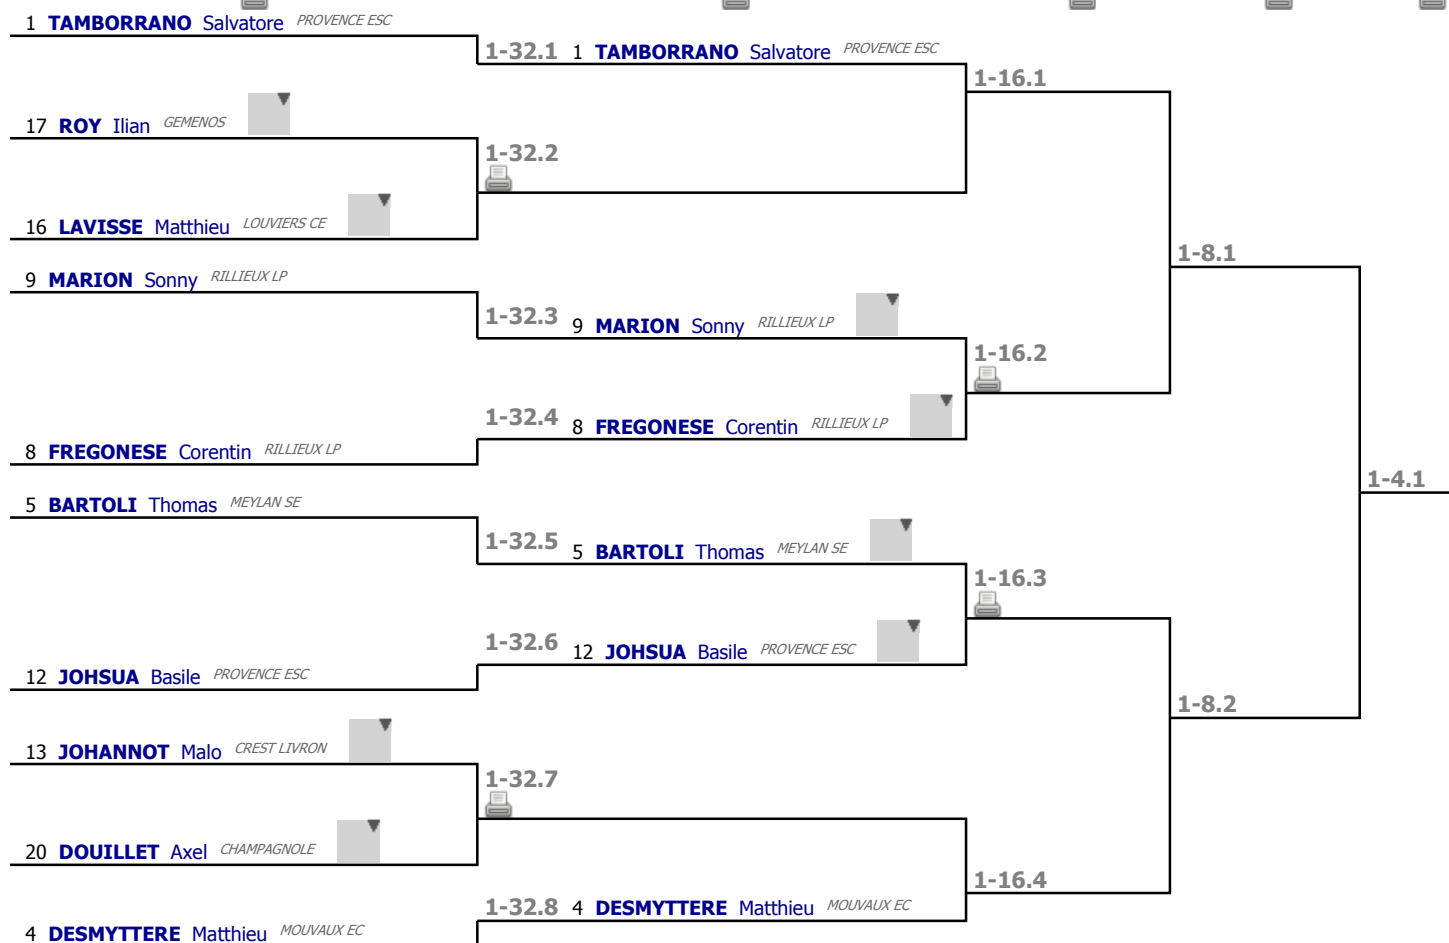 1 TAMBORRANO Salvatore PROVENCE ESC
1-32.1 1 TAMBORRANO Salvatore PROVENCE ESC
1-16.1
17 ROY Ilian GEMENOS
1-32.2
16 LAVISSE Matthieu LOUVIERS CE
1-8.1
9 MARION Sonny RILLIEUX LP
1-32.3 9 MARION Sonny RILLIEUX LP
1-16.2
1-32.4 8 FREGONESE Corentin RILLIEUX LP
8 FREGONESE Corentin RILLIEUX LP
1-4.1
5 BARTOLI Thomas MEYLAN SE
1-32.5 5 BARTOLI Thomas MEYLAN SE
1-16.3
1-32.6 12 JOHSUA Basile PROVENCE ESC
12 JOHSUA Basile PROVENCE ESC
1-8.2
13 JOHANNOT Malo CREST LIVRON
1-32.7
20 DOUILLET Axel CHAMPAGNOLE
1-16.4
1-32.8 4 DESMYTTERE Matthieu MOUVAUX EC
4 DESMYTTERE Matthieu MOUVAUX EC